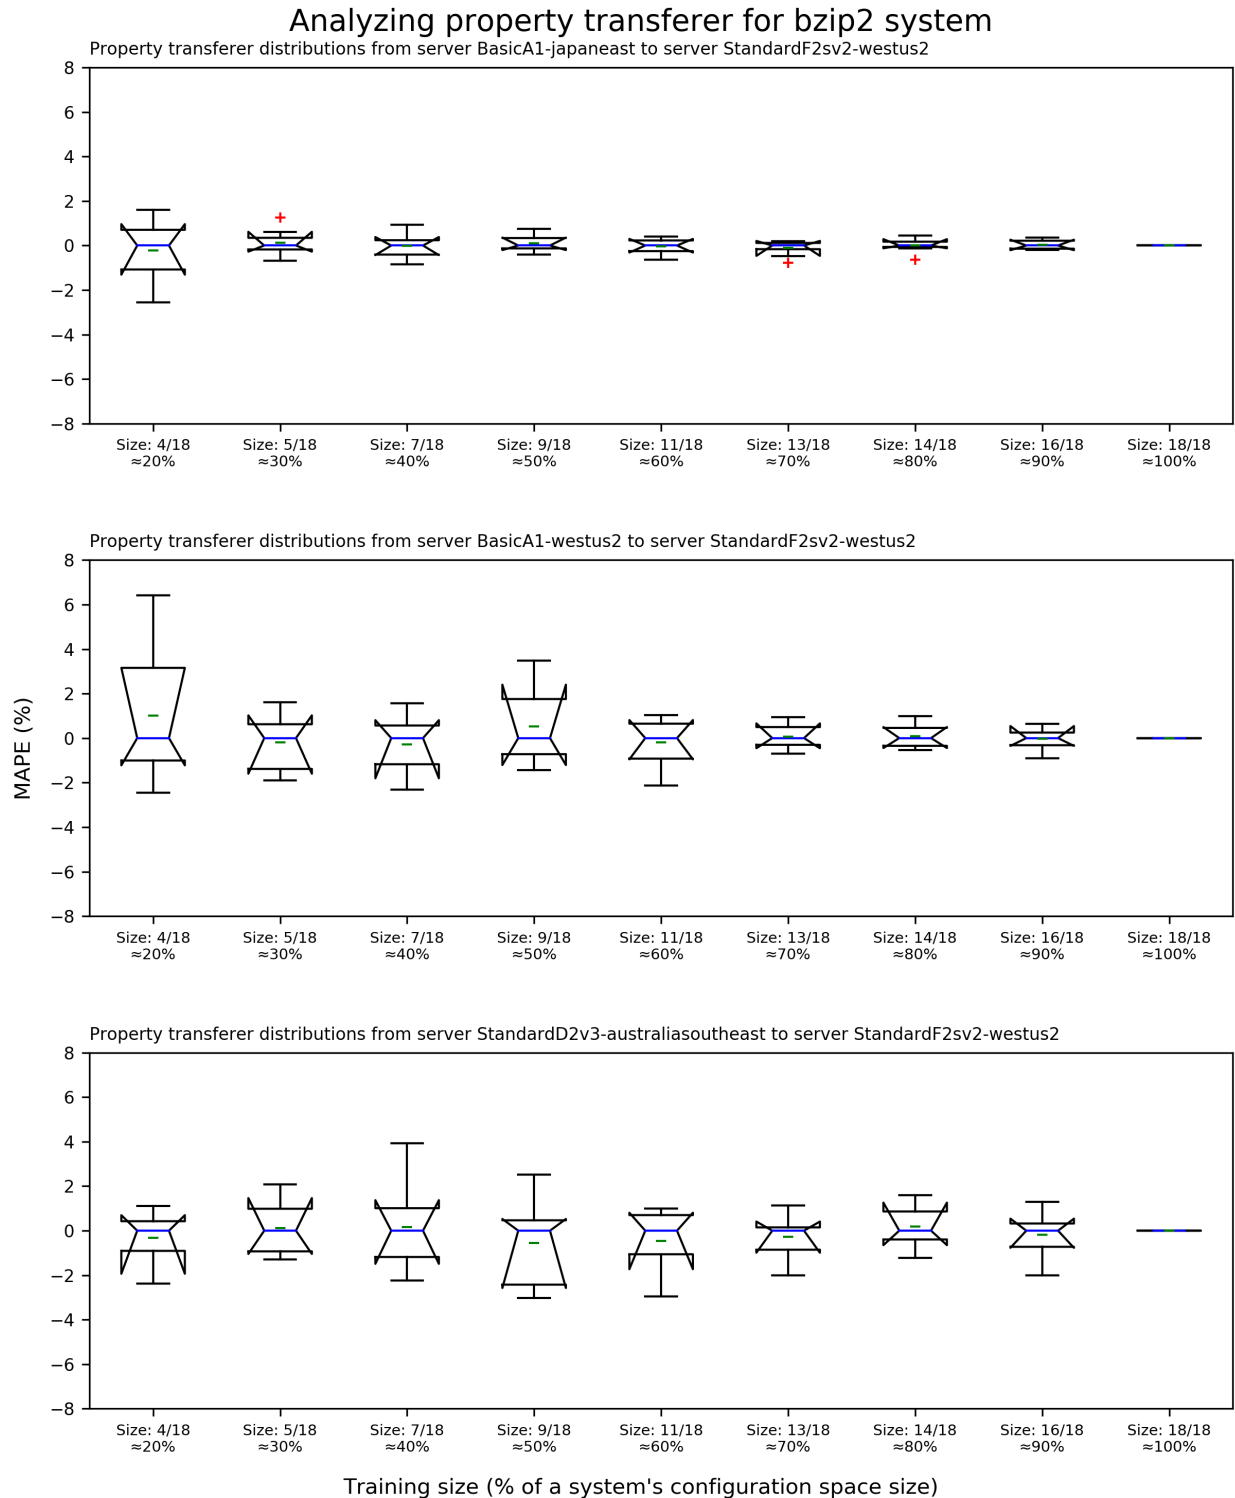 Analyzing property transferer for bzip2 system
Property transferer distributions from server BasicA1-japaneast to server StandardF2sv2-westus2
8
6
4
2
0
−2
−4
−6
−8
Size: 4/18 Size: 5/18 Size: 7/18 Size: 9/18 Size: 11/18 Size: 13/18 Size: 14/18 Size: 16/18 Size: 18/18
≈20% ≈30% ≈40% ≈50% ≈60% ≈70% ≈80% ≈90% ≈100%
Property transferer distributions from server BasicA1-westus2 to server StandardF2sv2-westus2
MAPE (%)
8
6
4
2
0
−2
−4
−6
−8
Size: 4/18 Size: 5/18 Size: 7/18 Size: 9/18 Size: 11/18 Size: 13/18 Size: 14/18 Size: 16/18 Size: 18/18
≈20% ≈30% ≈40% ≈50% ≈60% ≈70% ≈80% ≈90% ≈100%
Property transferer distributions from server StandardD2v3-australiasoutheast to server StandardF2sv2-westus2
8
6
4
2
0
−2
−4
−6
−8
Size: 4/18 Size: 5/18 Size: 7/18 Size: 9/18 Size: 11/18 Size: 13/18 Size: 14/18 Size: 16/18 Size: 18/18
≈20% ≈30% ≈40% ≈50% ≈60% ≈70% ≈80% ≈90% ≈100%
Training size (% of a system's configuration space size)